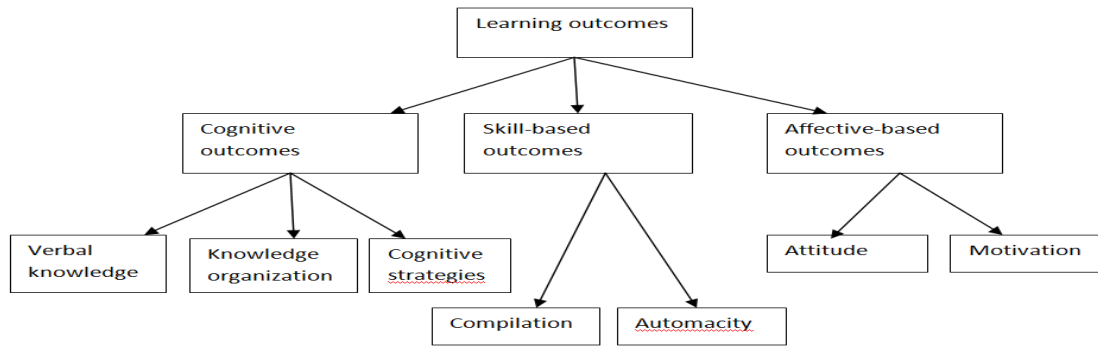 Learning outcomes
Cognitive
outcomes
Skill-based
outcomes
Affective-based
outcomes
Verbal
knowledge
Knowledge
organization
Cognitive
strategies
Attitude
Motivation
Compilation
Automacity